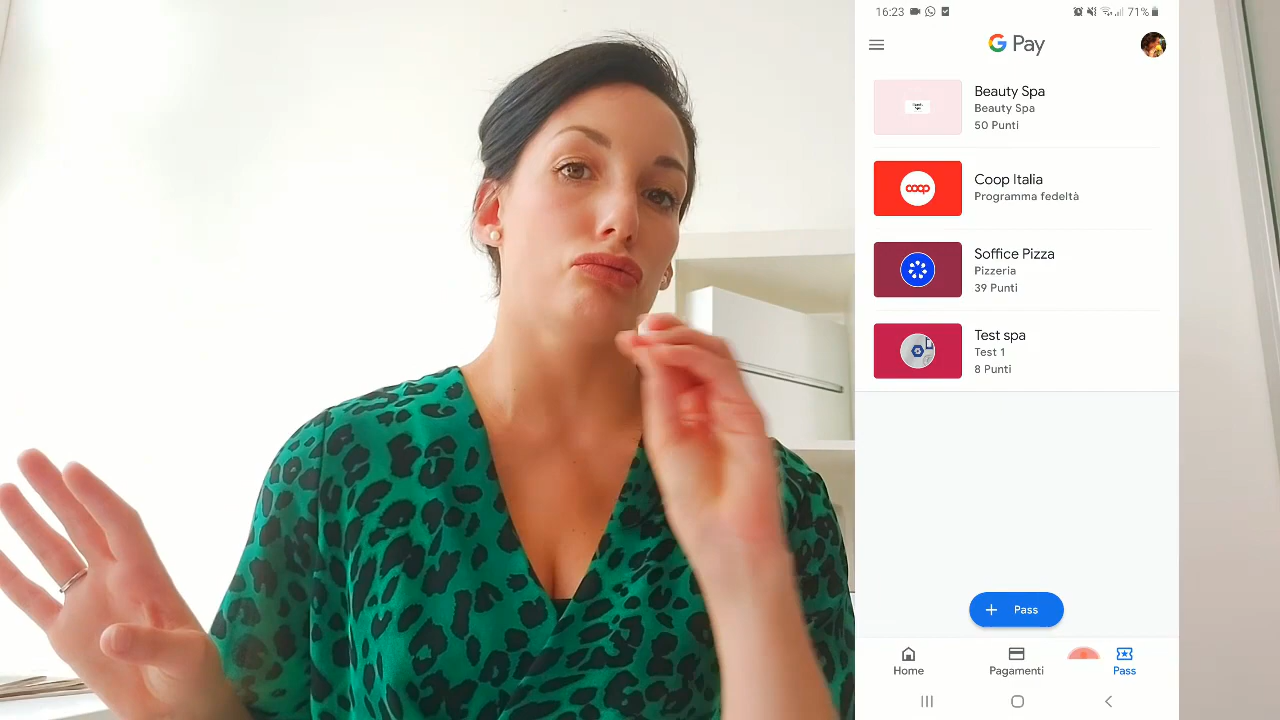 16:23
71%
G Pay
Beauty Spa
Beauty Spa
50 Punti
coop
Coop Italia
Programma fedeltà
Soffice Pizza
Pizzeria
39 Punti
Test spa
Test 1
8 Punti
+ Pass
Home
Pagamenti
Pass